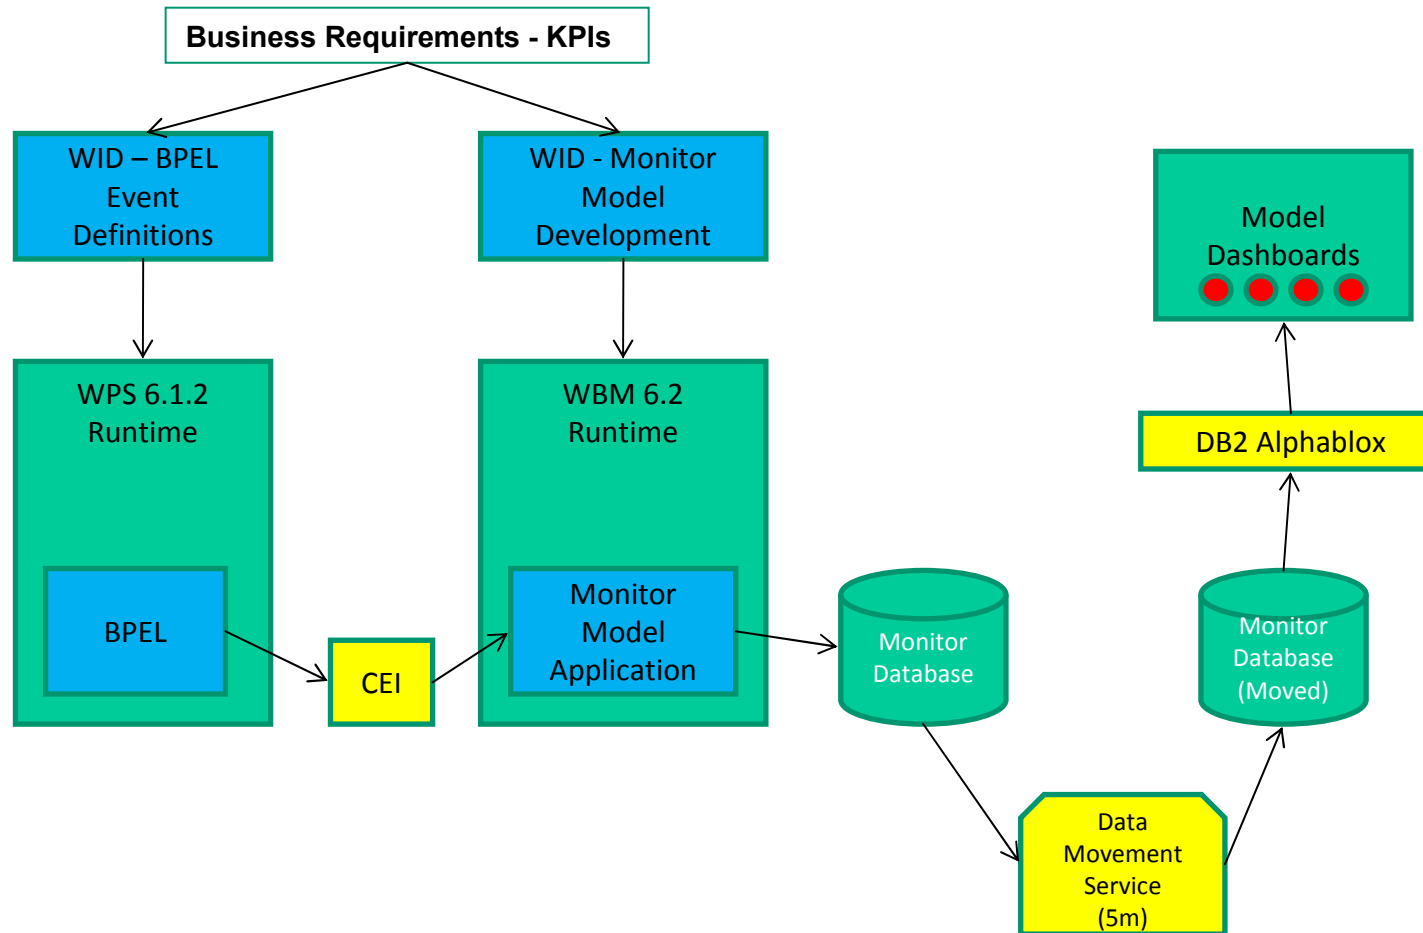 Business Requirements - KPIs
WID – BPEL
Event
Definitions
WID - Monitor
Model
Development
Model
Dashboards
WPS 6.1.2
Runtime
WBM 6.2
Runtime
DB2 Alphablox
BPEL
CEI
Monitor
Model
Application
Monitor
Database
Monitor
Database
(Moved)
Data
Movement
Service
(5m)